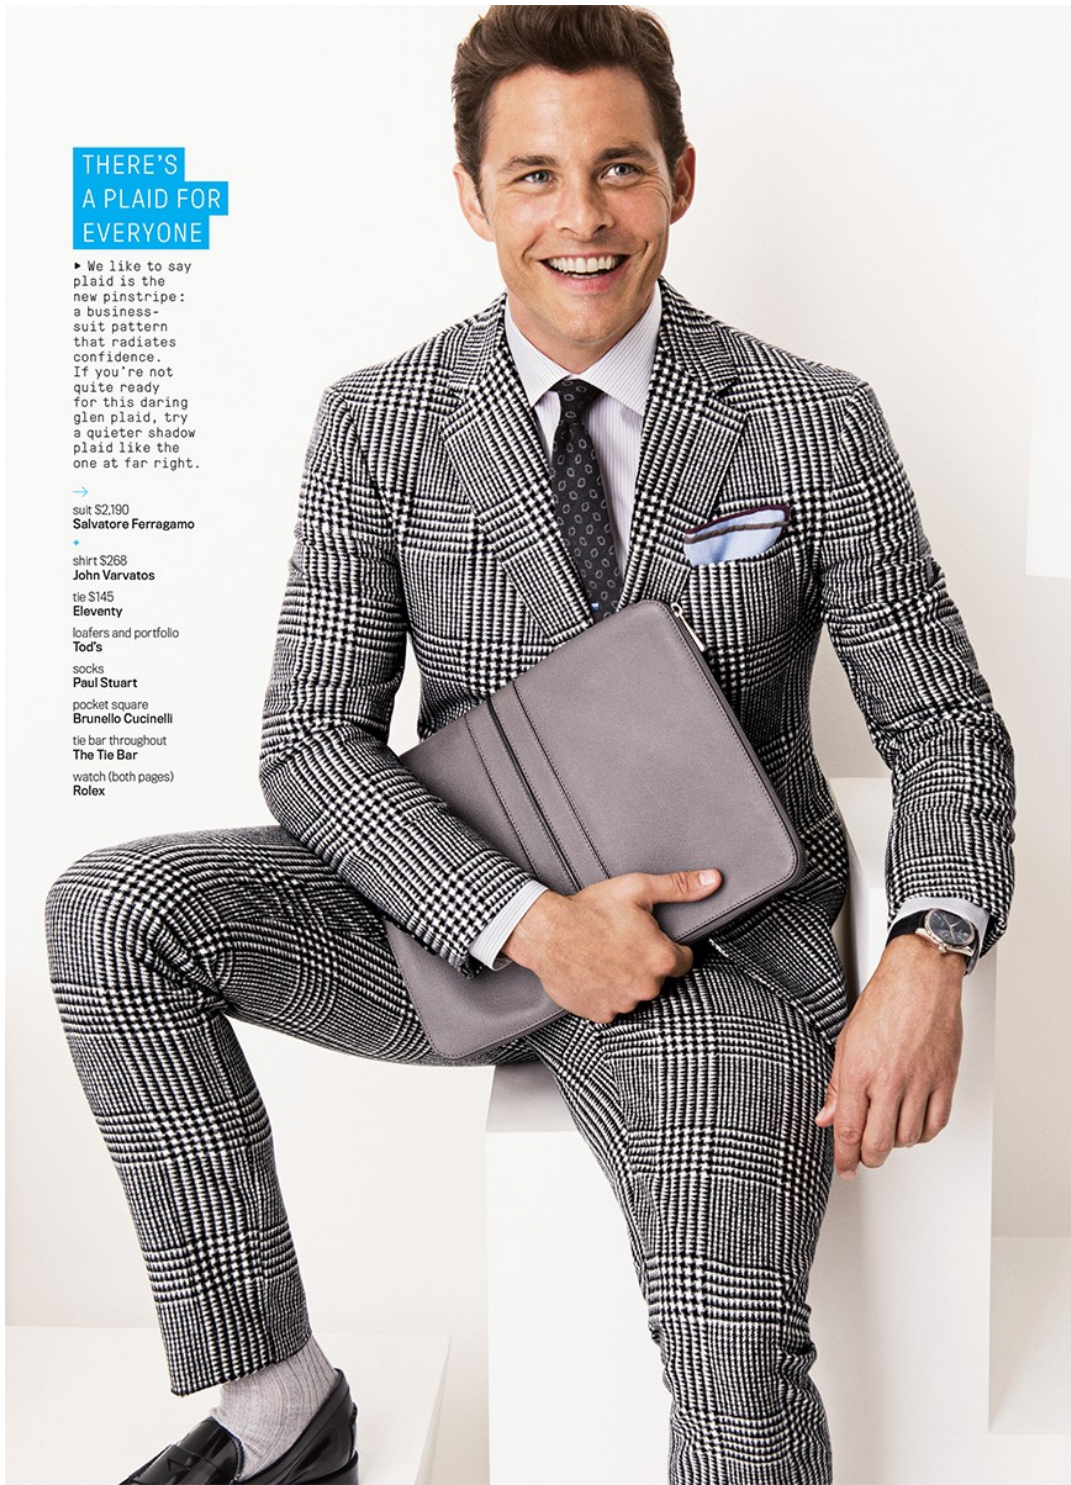 THERE'S
A PLAID FOR
EVERYONE
▸ We like to say
plaid is the
new pinstripe:
a business-
suit pattern
that radiates
confidence.
If you're not
quite ready
for this daring
glen plaid, try
a quieter shadow
plaid like the
one at far right.
→
suit $2,190
Salvatore Ferragamo
+
shirt $268
John Varvatos
tie $145
Eleventy
loafers and portfolio
Tod's
socks
Paul Stuart
pocket square
Brunello Cucinelli
tie bar throughout
The Tie Bar
watch (both pages)
Rolex